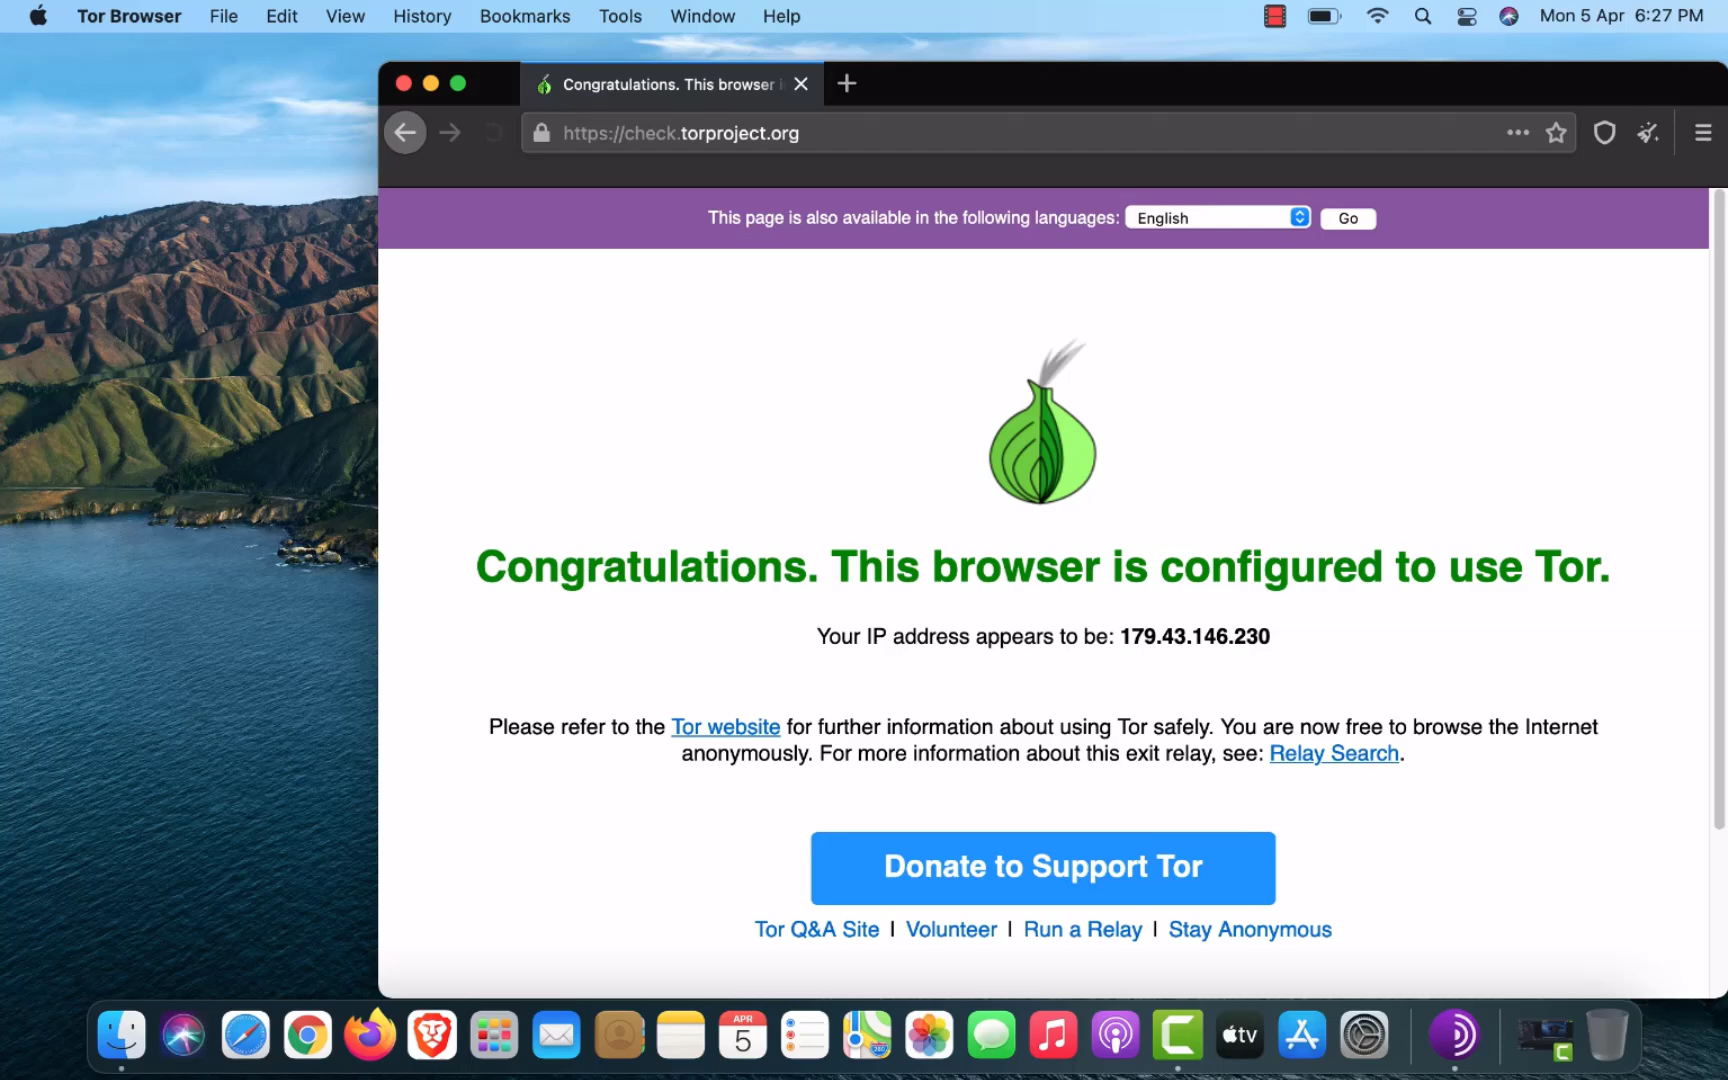 Tor Browser File Edit View History Bookmarks Tools Window Help Mon 5 Apr 6:27 PM
Congratulations. This browser i
https://check.torproject.org
This page is also available in the following languages: English Go
Congratulations. This browser is configured to use Tor.
Your IP address appears to be: 179.43.146.230
Please refer to the Tor website for further information about using Tor safely. You are now free to browse the Internet
anonymously. For more information about this exit relay, see: Relay Search.
Donate to Support Tor
Tor Q&A Site | Volunteer | Run a Relay | Stay Anonymous
APR
5
tv